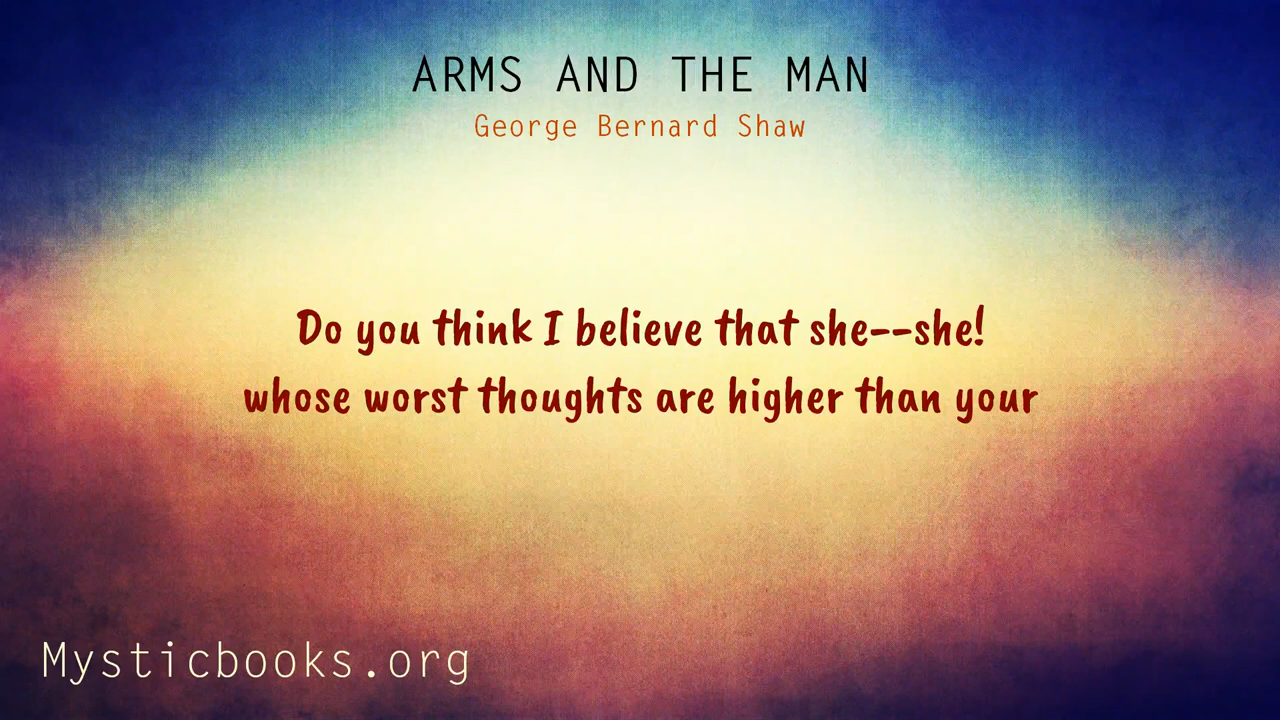 ARMS AND THE MAN
George Bernard Shaw
Do you think I believe that she--she!
whose worst thoughts are higher than your
Mysticbooks.org